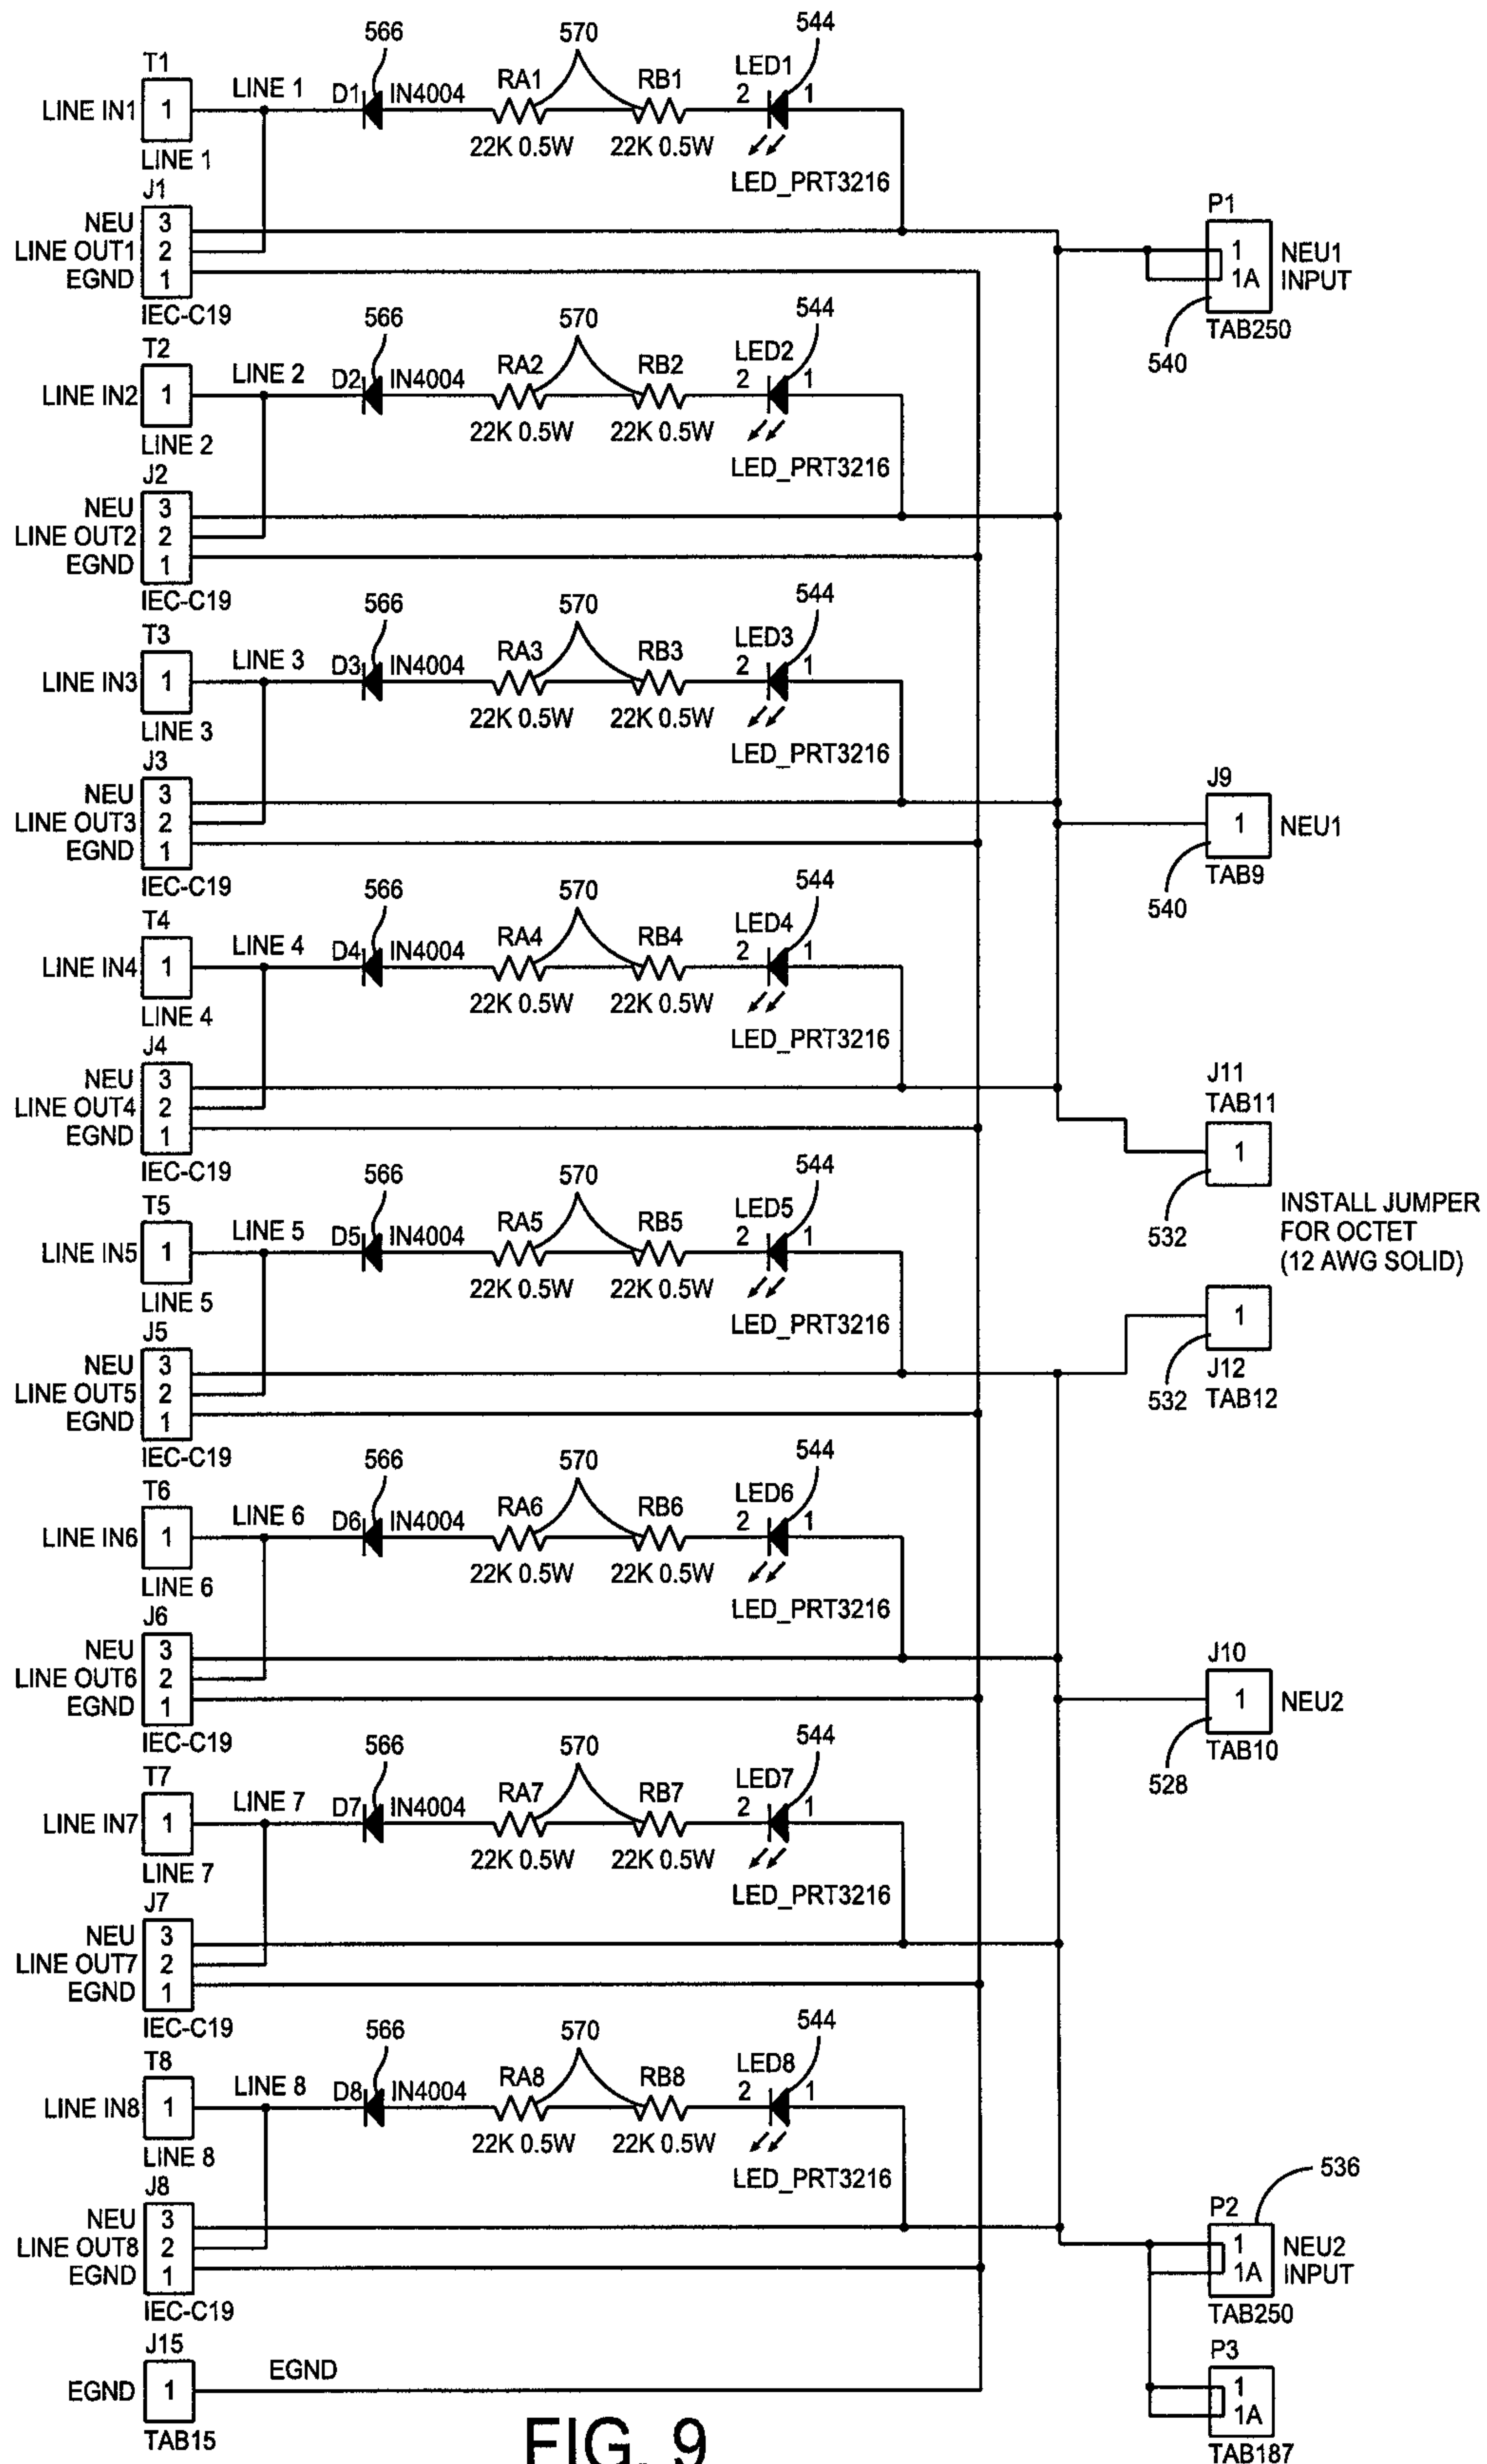 566 570 544
T1 RA1 RB1 LED1
LINE 1 D1 IN4004 2 1
LINE IN1 1
22K 0.5W 22K 0.5W
LINE 1
LED_PRT3216
J1
NEU 3
LINE OUT1 2
EGND 1
IEC-C19
P1
1 NEU1
1A INPUT
TAB250
540
566 570 544
T2 RA2 RB2 LED2
LINE 2 D2 IN4004 2 1
LINE IN2 1
22K 0.5W 22K 0.5W
LINE 2
LED_PRT3216
J2
NEU 3
LINE OUT2 2
EGND 1
IEC-C19
566 570 544
T3 RA3 RB3 LED3
LINE 3 D3 IN4004 2 1
LINE IN3 1
22K 0.5W 22K 0.5W
LINE 3
LED_PRT3216
J3
NEU 3
LINE OUT3 2
EGND 1
IEC-C19
J9
1 NEU1
TAB9
540
566 570 544
T4 RA4 RB4 LED4
LINE 4 D4 IN4004 2 1
LINE IN4 1
22K 0.5W 22K 0.5W
LINE 4
LED_PRT3216
J4
NEU 3
LINE OUT4 2
EGND 1
IEC-C19
J11
TAB11
1
532
INSTALL JUMPER
FOR OCTET
(12 AWG SOLID)
566 570 544
T5 RA5 RB5 LED5
LINE 5 D5 IN4004 2 1
LINE IN5 1
22K 0.5W 22K 0.5W
LINE 5
LED_PRT3216
J5
NEU 3
LINE OUT5 2
EGND 1
IEC-C19
1
J12
532 TAB12
566 570 544
T6 RA6 RB6 LED6
LINE 6 D6 IN4004 2 1
LINE IN6 1
22K 0.5W 22K 0.5W
LINE 6
LED_PRT3216
J6
NEU 3
LINE OUT6 2
EGND 1
IEC-C19
J10
1 NEU2
TAB10
528
566 570 544
T7 RA7 RB7 LED7
LINE 7 D7 IN4004 2 1
LINE IN7 1
22K 0.5W 22K 0.5W
LINE 7
LED_PRT3216
J7
NEU 3
LINE OUT7 2
EGND 1
IEC-C19
566 570 544
T8 RA8 RB8 LED8
LINE 8 D8 IN4004 2 1
LINE IN8 1
22K 0.5W 22K 0.5W
LINE 8
LED_PRT3216
J8
NEU 3
LINE OUT8 2
EGND 1
IEC-C19
536
P2
1 NEU2
1A INPUT
TAB250
J15
EGND
EGND 1
TAB15
P3
1
1A
TAB187
FIG. 9